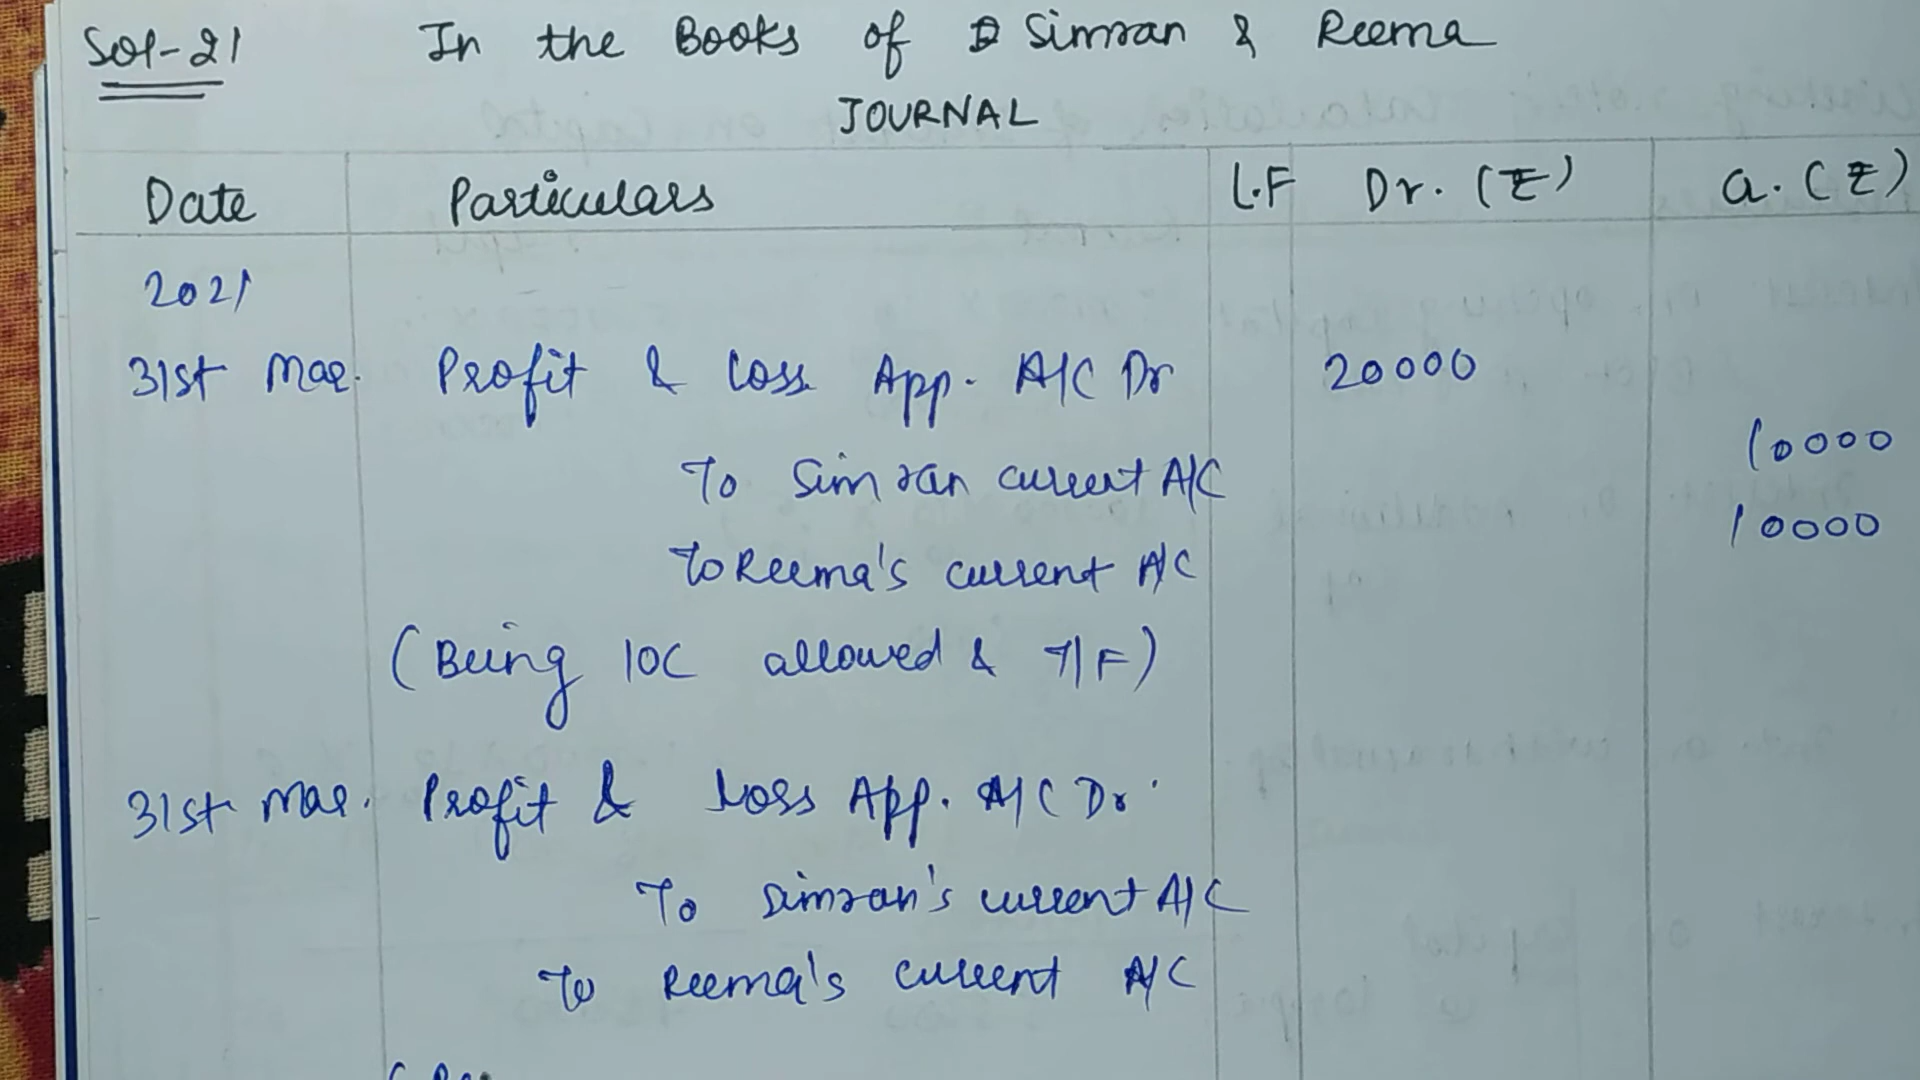 Sol-21 In the Books of Simran & Reema
JOURNAL
Date Particulars L.F Dr. (₹) Cr. (₹)
2021
31st Mar. Profit & Loss App. A/C Dr 20000
To Simran current A/C 10000
To Reema's current A/C 10000
(Being IOC allowed & T/F)
31st Mar. Profit & Loss App. A/C Dr.
To Simran's current A/C
To Reema's current A/C